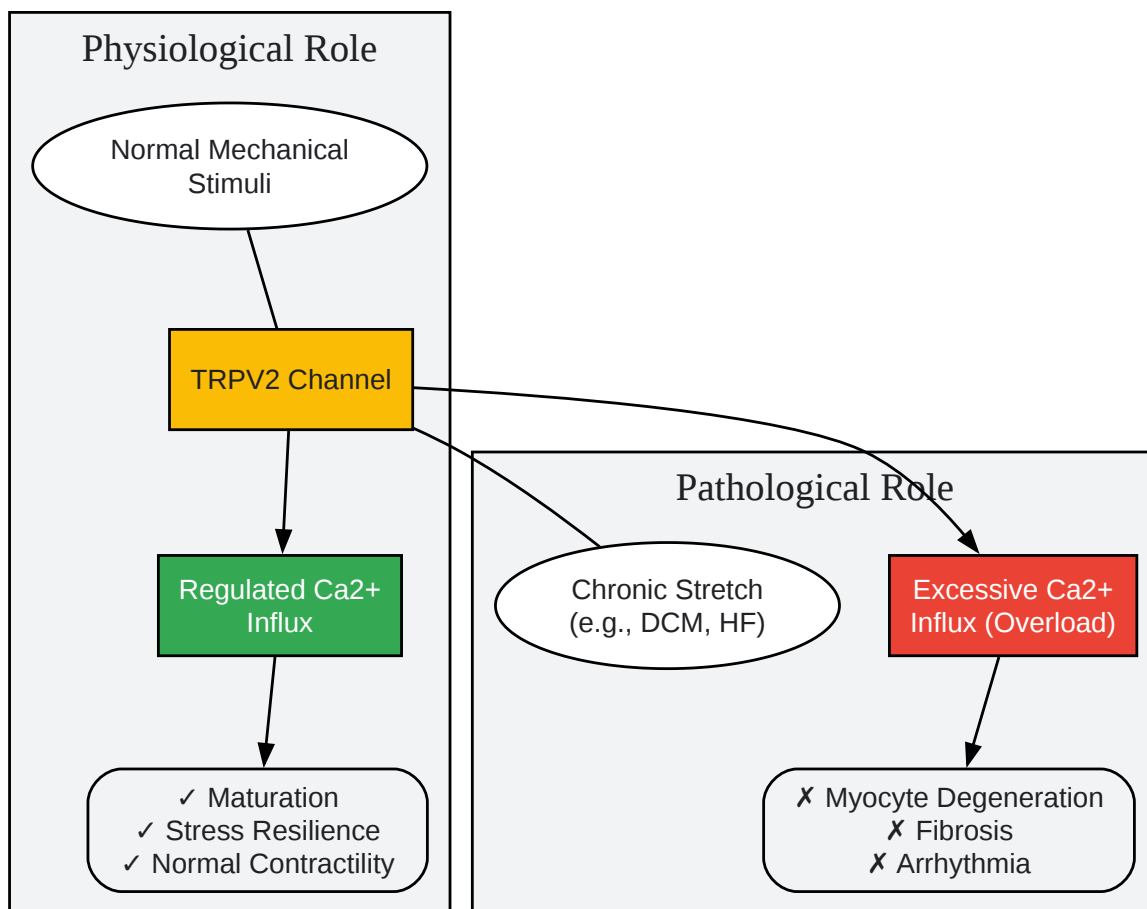 Physiological Role
Normal Mechanical
Stimuli
TRPV2 Channel
Regulated Ca2+
Influx
✓ Maturation
✓ Stress Resilience
✓ Normal Contractility
Pathological Role
Chronic Stretch
(e.g., DCM, HF)
Excessive Ca2+
Influx (Overload)
✗ Myocyte Degeneration
✗ Fibrosis
✗ Arrhythmia